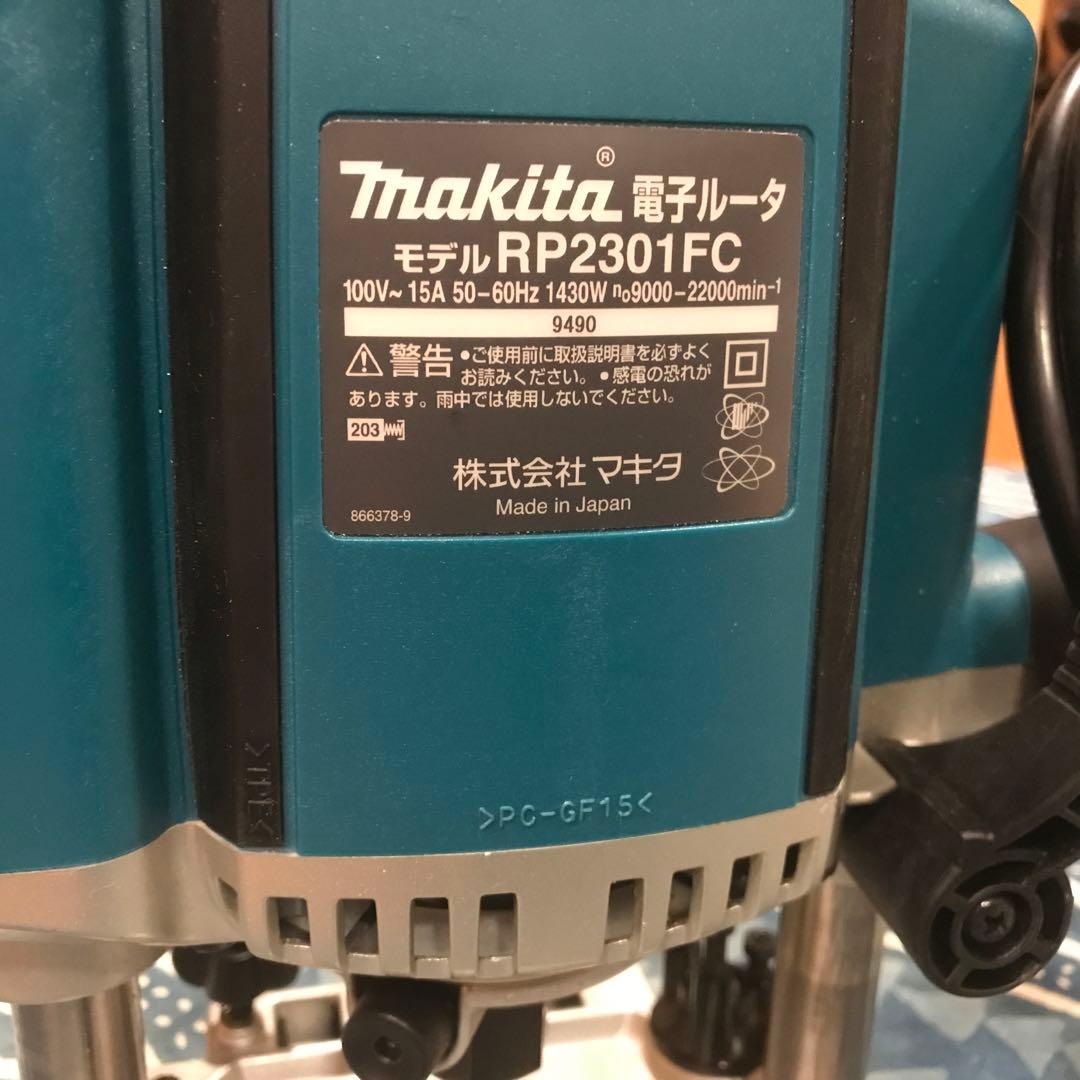 makita® 電子ルータ
モデル RP2301FC
100V~ 15A 50-60Hz 1430W n₀9000-22000min⁻¹
9490
警告 •ご使用前に取扱説明書を必ずよく
お読みください。•感電の恐れが
あります。雨中では使用しないでください。
203
株式会社 マキタ
Made in Japan
866378-9
>TPE<
>PC-GF15<